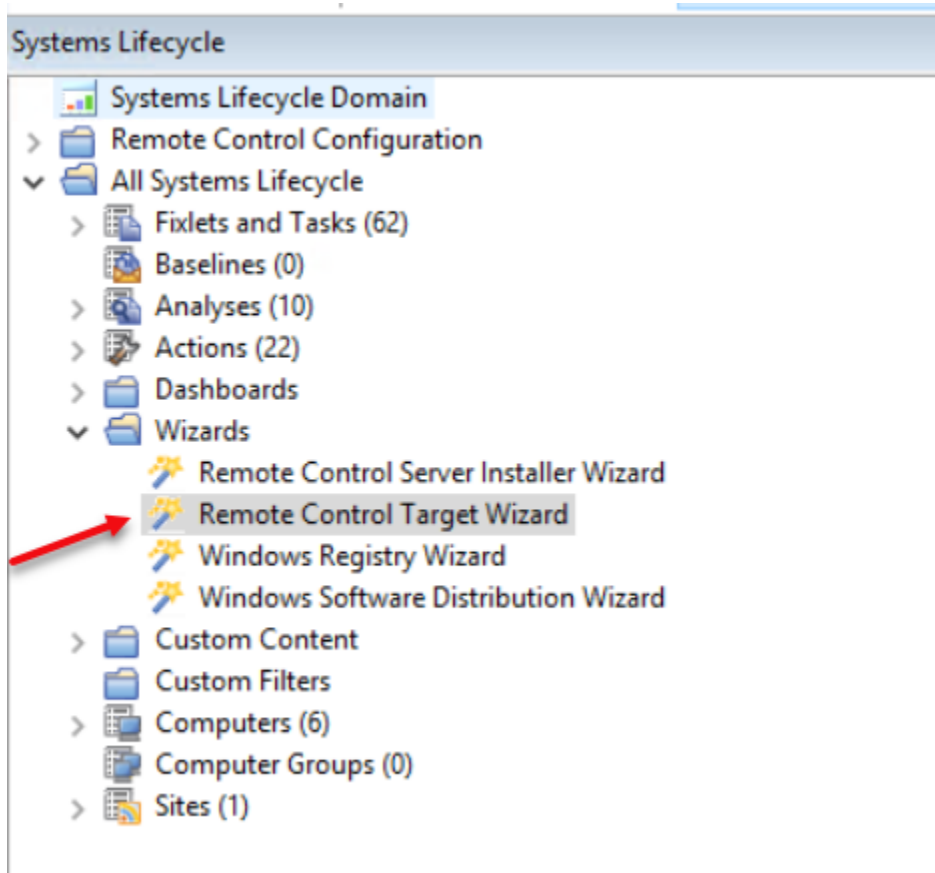 Systems Lifecycle
Systems Lifecycle Domain
Remote Control Configuration
All Systems Lifecycle
Fixlets and Tasks (62)
Baselines (0)
Analyses (10)
Actions (22)
Dashboards
Wizards
Remote Control Server Installer Wizard
Remote Control Target Wizard
Windows Registry Wizard
Windows Software Distribution Wizard
Custom Content
Custom Filters
Computers (6)
Computer Groups (0)
Sites (1)